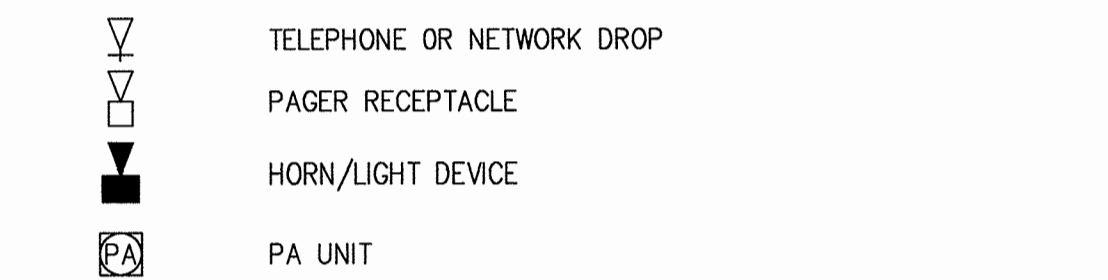 TELEPHONE OR NETWORK DROP
PAGER RECEPTACLE
HORN/LIGHT DEVICE
PA PA UNIT